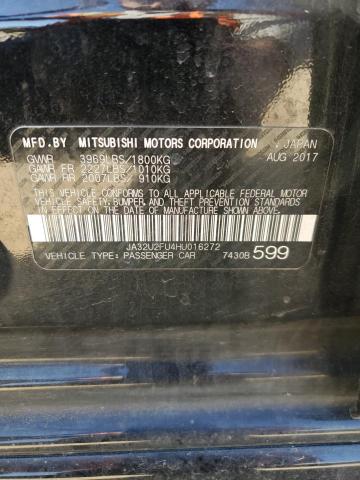 MFD.BY MITSUBISHI MOTORS CORPORATION IN JAPAN
GVWR 3969LBS/1800KG AUG 2017
GAWR FR 2227LBS/1010KG
GAWR RR 2007LBS/ 910KG
THIS VEHICLE CONFORMS TO ALL APPLICABLE FEDERAL MOTOR
VEHICLE SAFETY, BUMPER, AND THEFT PREVENTION STANDARDS
IN EFFECT ON THE DATE OF MANUFACTURE SHOWN ABOVE.
JA32U2FU4HU016272
VEHICLE TYPE: PASSENGER CAR 7430B 599